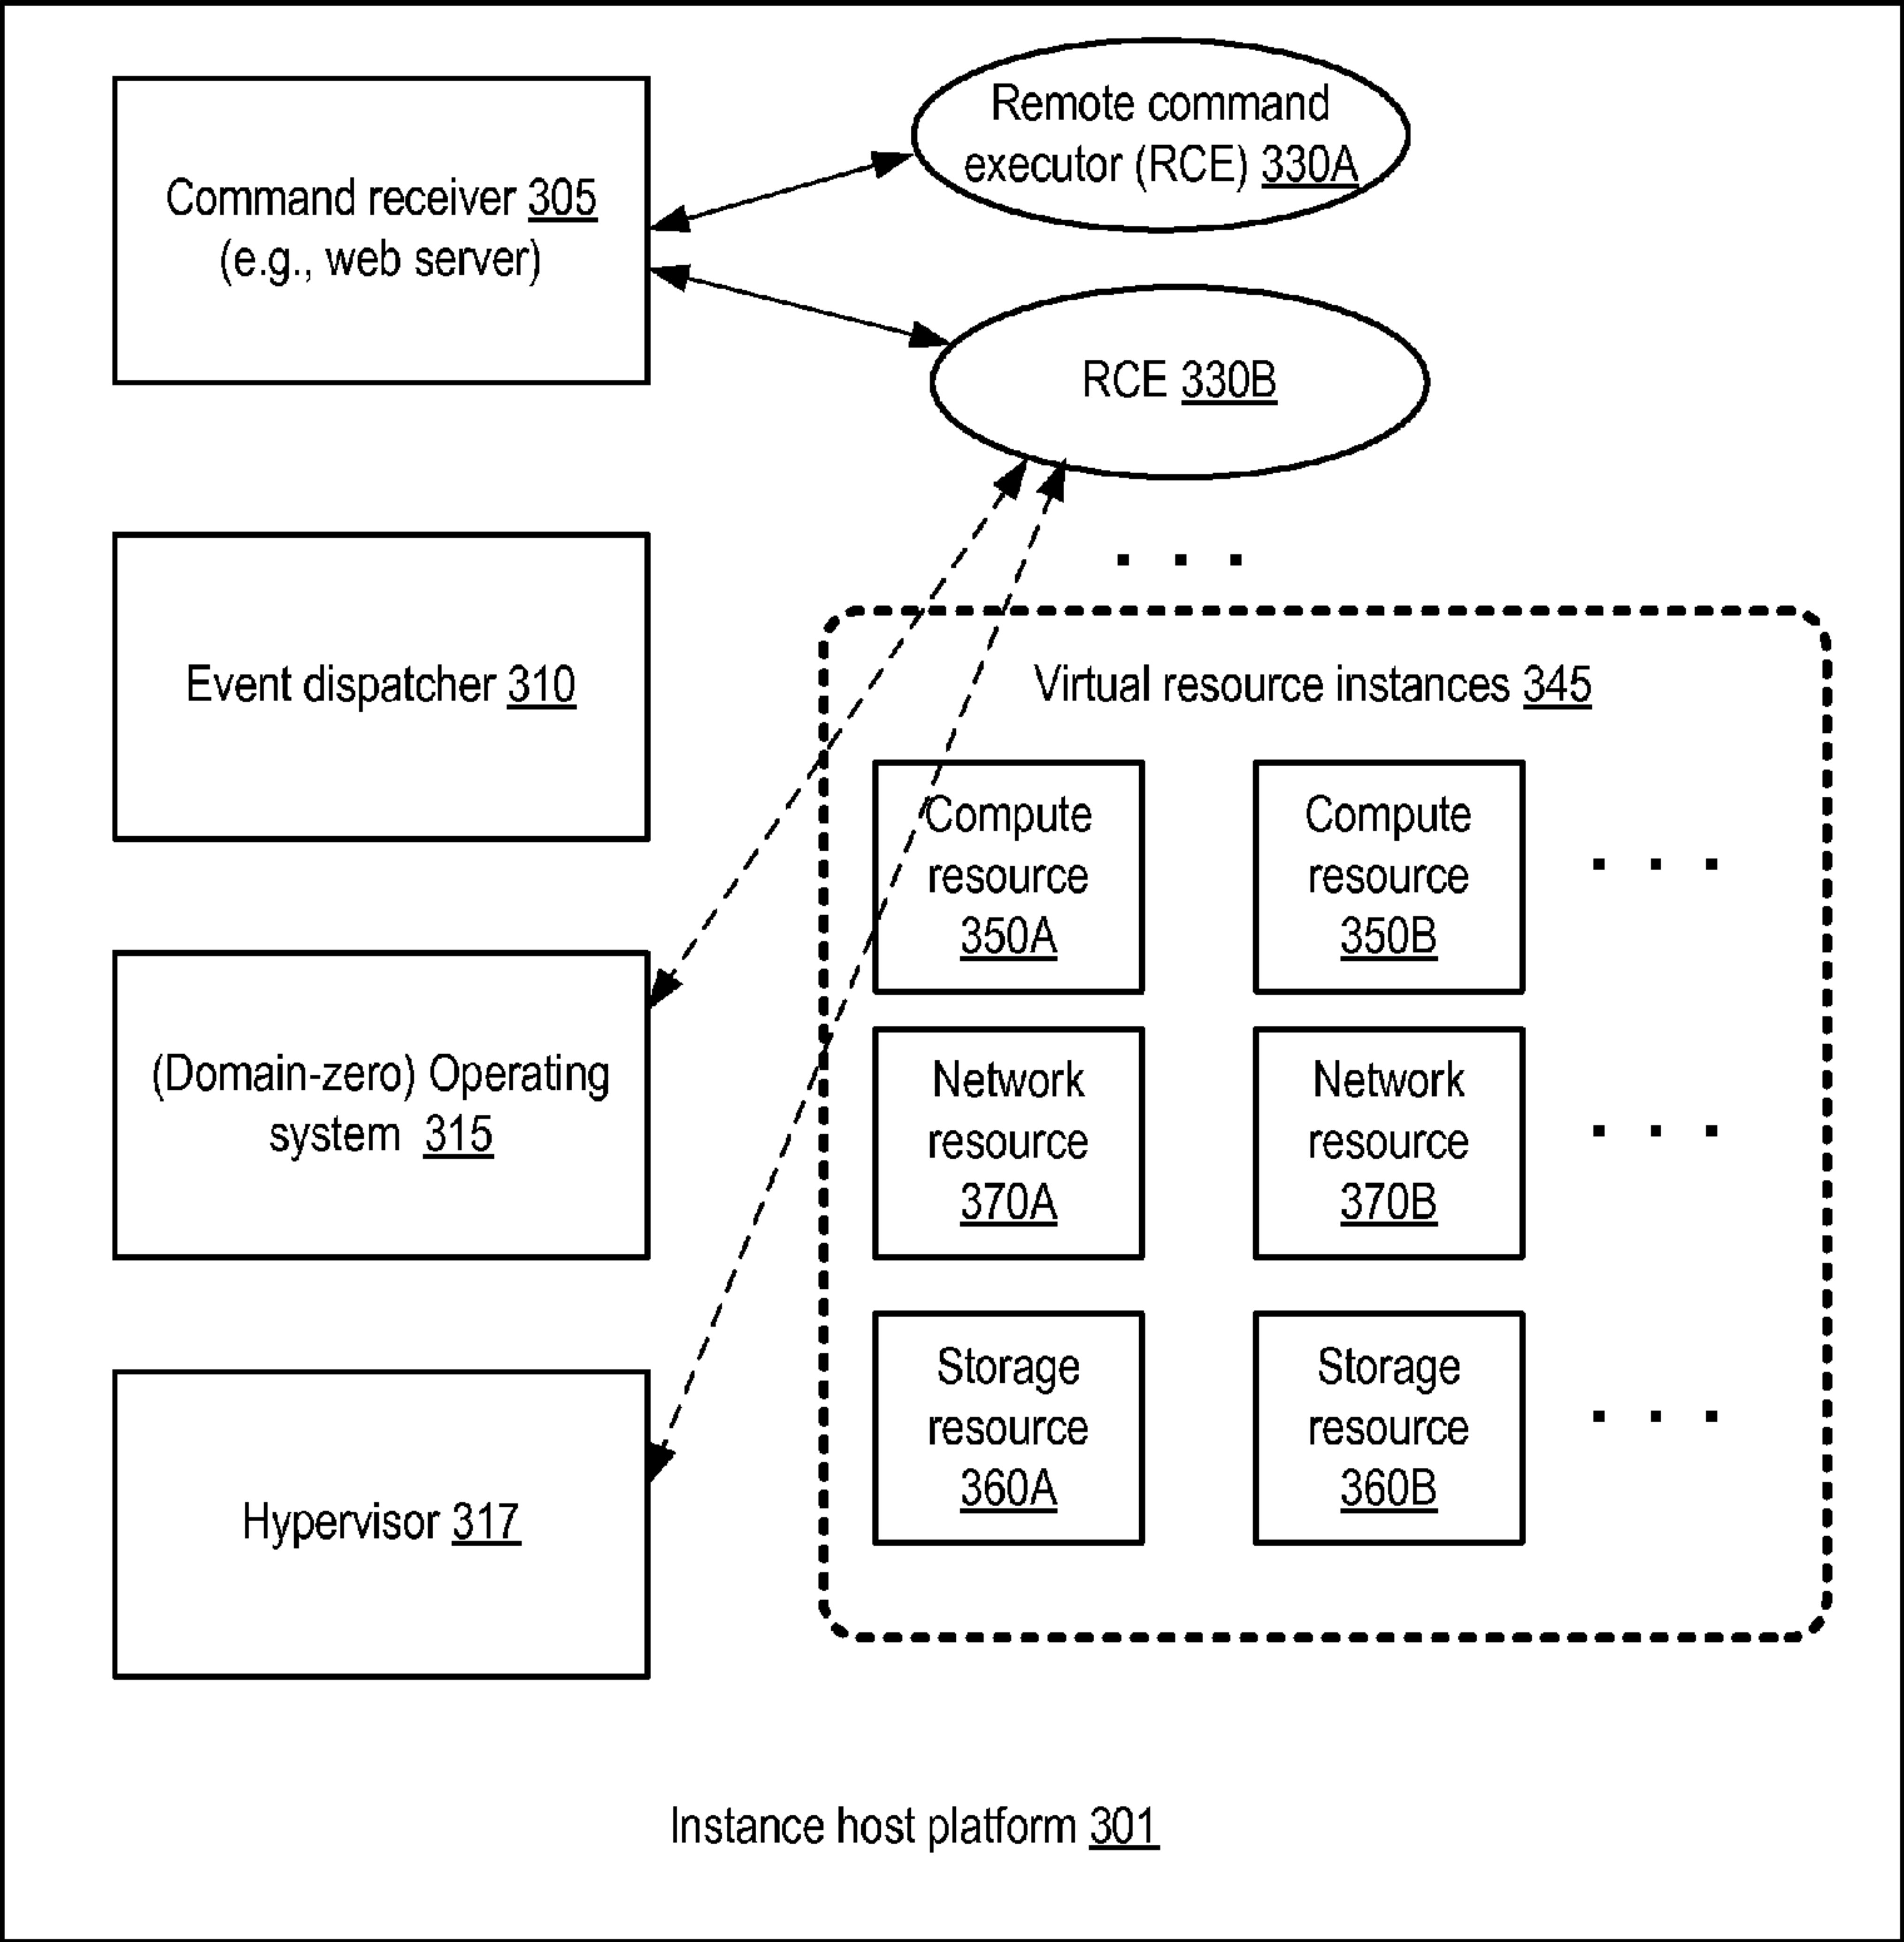 Command receiver 305
(e.g., web server)
Remote command
executor (RCE) 330A
RCE 330B
Event dispatcher 310
(Domain-zero) Operating
system 315
Hypervisor 317
Virtual resource instances 345
Compute
resource
350A
Compute
resource
350B
Network
resource
370A
Network
resource
370B
Storage
resource
360A
Storage
resource
360B
Instance host platform 301